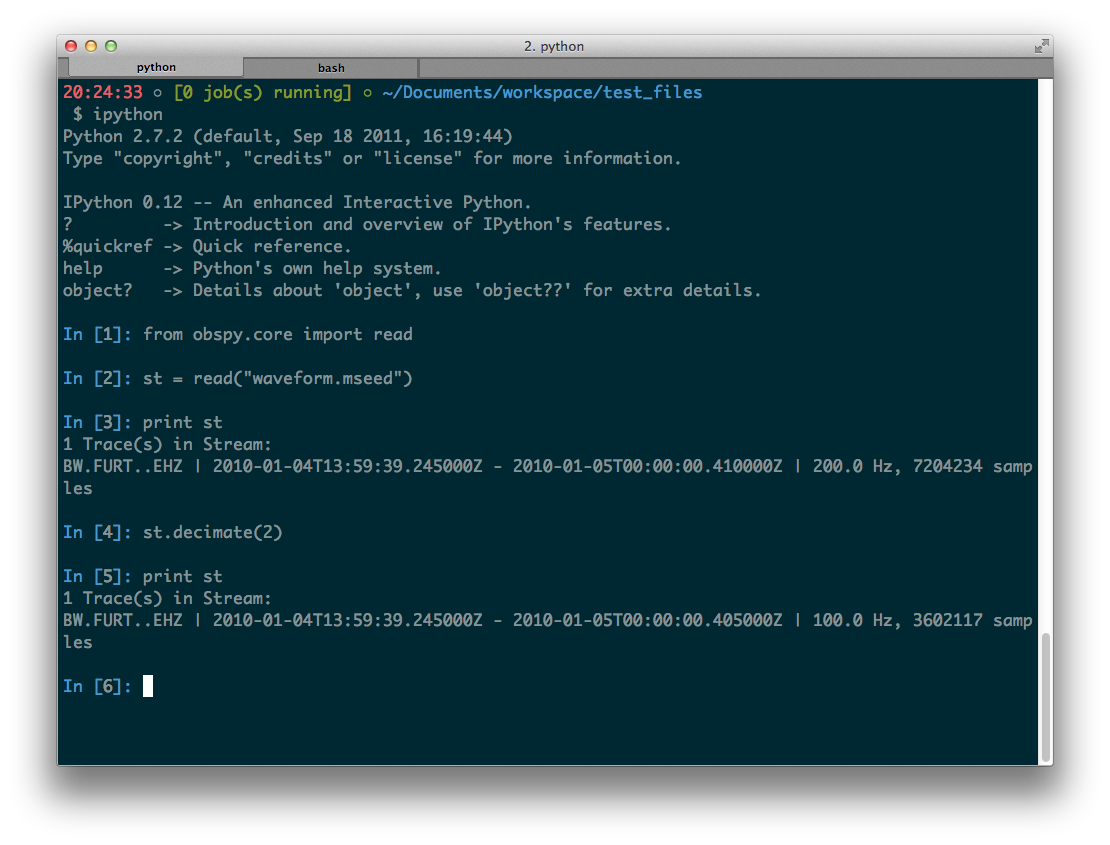 2. python
python bash
20:24:33 ○ [0 job(s) running] ○ ~/Documents/workspace/test_files
$ ipython
Python 2.7.2 (default, Sep 18 2011, 16:19:44)
Type "copyright", "credits" or "license" for more information.
IPython 0.12 -- An enhanced Interactive Python.
?         -> Introduction and overview of IPython's features.
%quickref -> Quick reference.
help      -> Python's own help system.
object?   -> Details about 'object', use 'object??' for extra details.
In [1]: from obspy.core import read
In [2]: st = read("waveform.mseed")
In [3]: print st
1 Trace(s) in Stream:
BW.FURT..EHZ | 2010-01-04T13:59:39.245000Z - 2010-01-05T00:00:00.410000Z | 200.0 Hz, 7204234 samp
les
In [4]: st.decimate(2)
In [5]: print st
1 Trace(s) in Stream:
BW.FURT..EHZ | 2010-01-04T13:59:39.245000Z - 2010-01-05T00:00:00.405000Z | 100.0 Hz, 3602117 samp
les
In [6]: